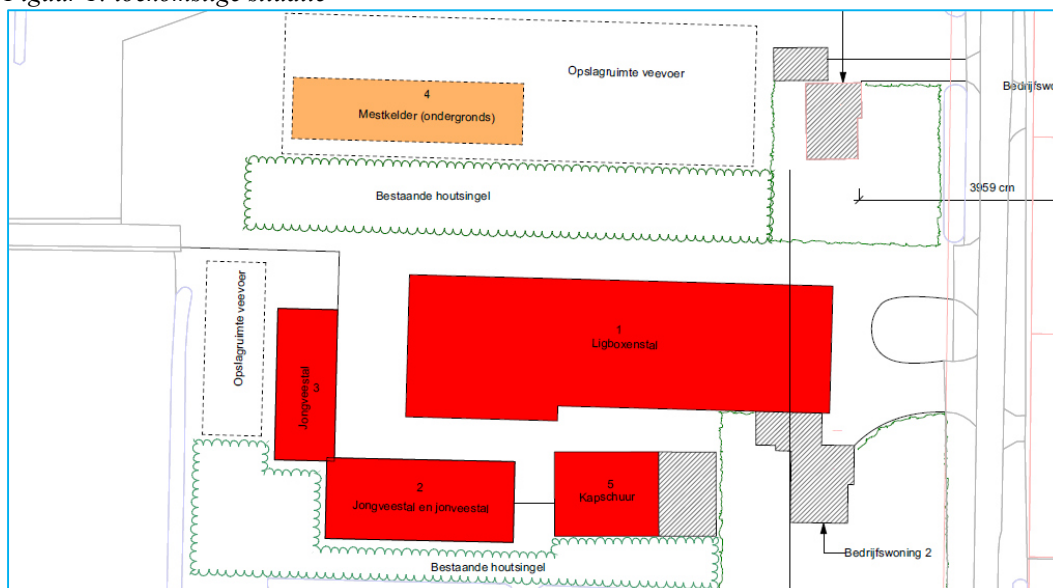 Opslagruimte veevoer
4
Mestkelder (ondergronds)
Bedrijfswo
Bestaande houtsingel
3959 cm
Opslagruimte veevoer
1
Ligboxenstal
3
Jongveestal
2
Jongveestal en jonveestal
5
Kapschuur
Bedrijfswoning 2
Bestaande houtsingel